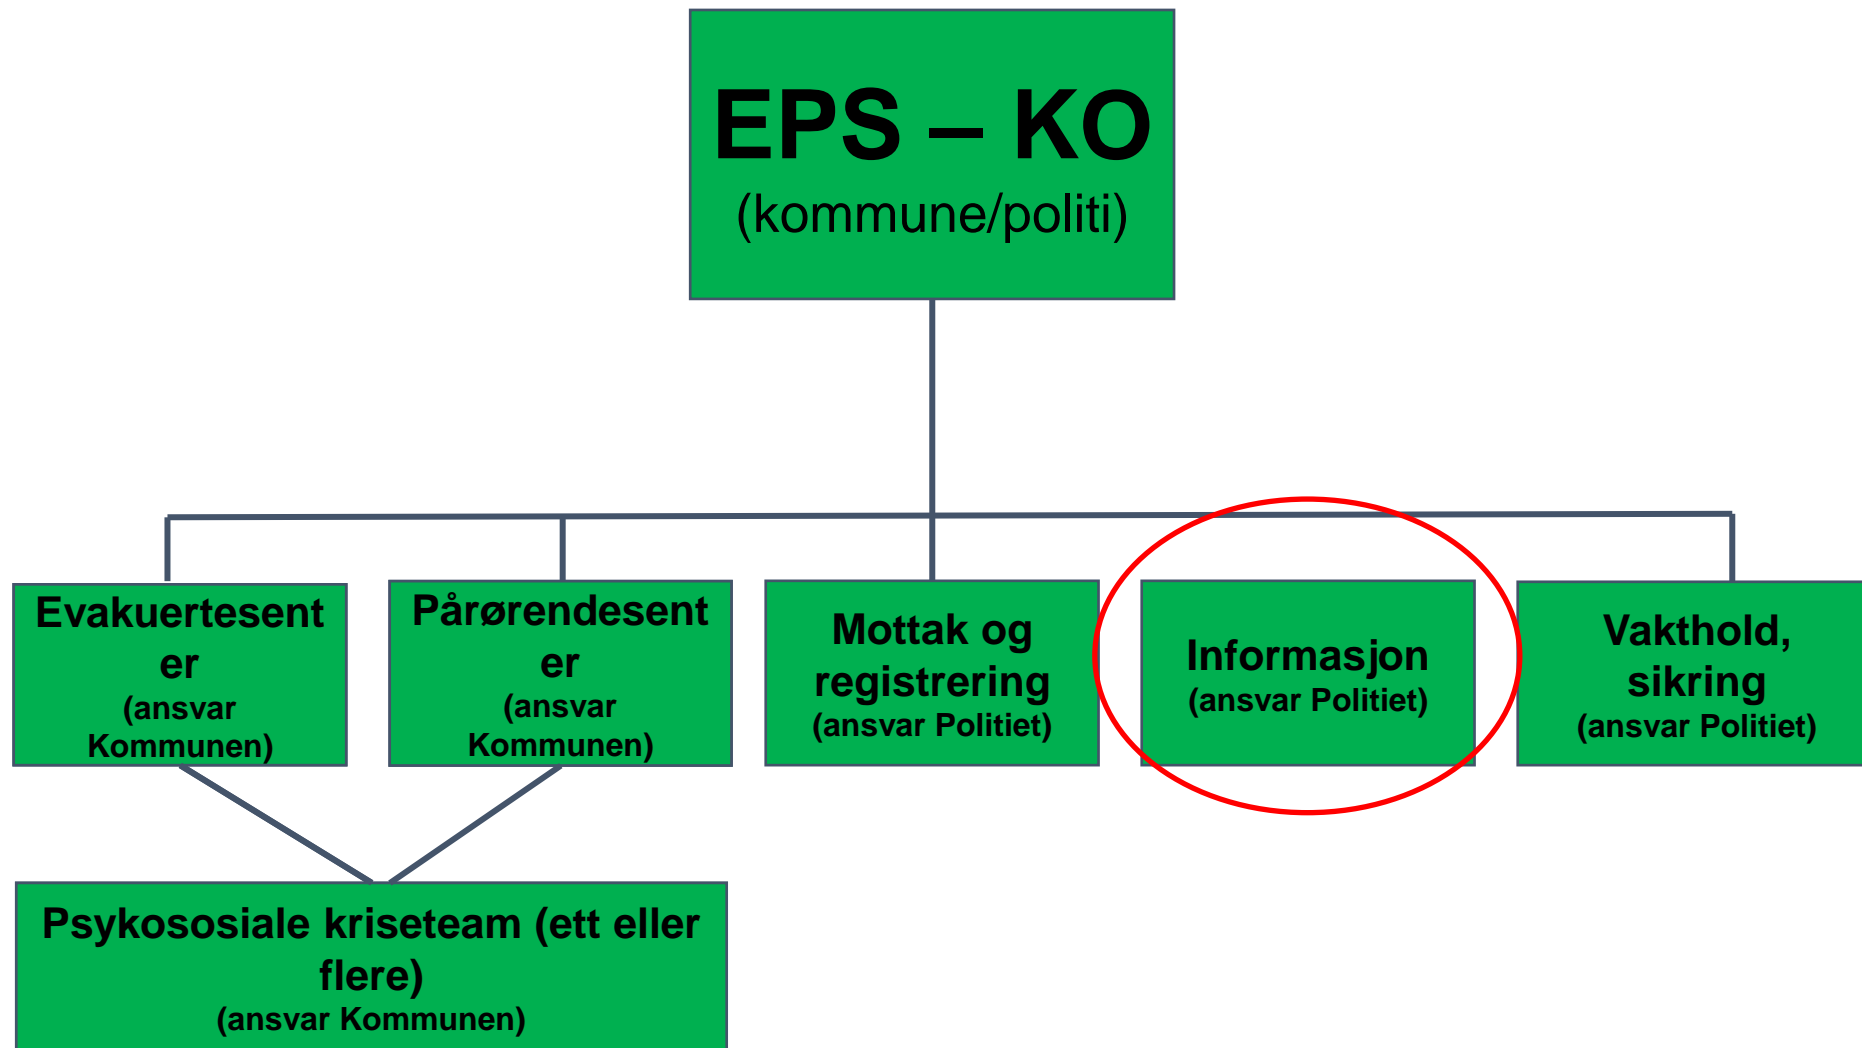 EPS – KO
(kommune/politi)
Evakuertesent
er
(ansvar
Kommunen)
Pårørendesent
er
(ansvar
Kommunen)
Mottak og
registrering
(ansvar Politiet)
Informasjon
(ansvar Politiet)
Vakthold,
sikring
(ansvar Politiet)
Psykososiale kriseteam (ett eller
flere)
(ansvar Kommunen)